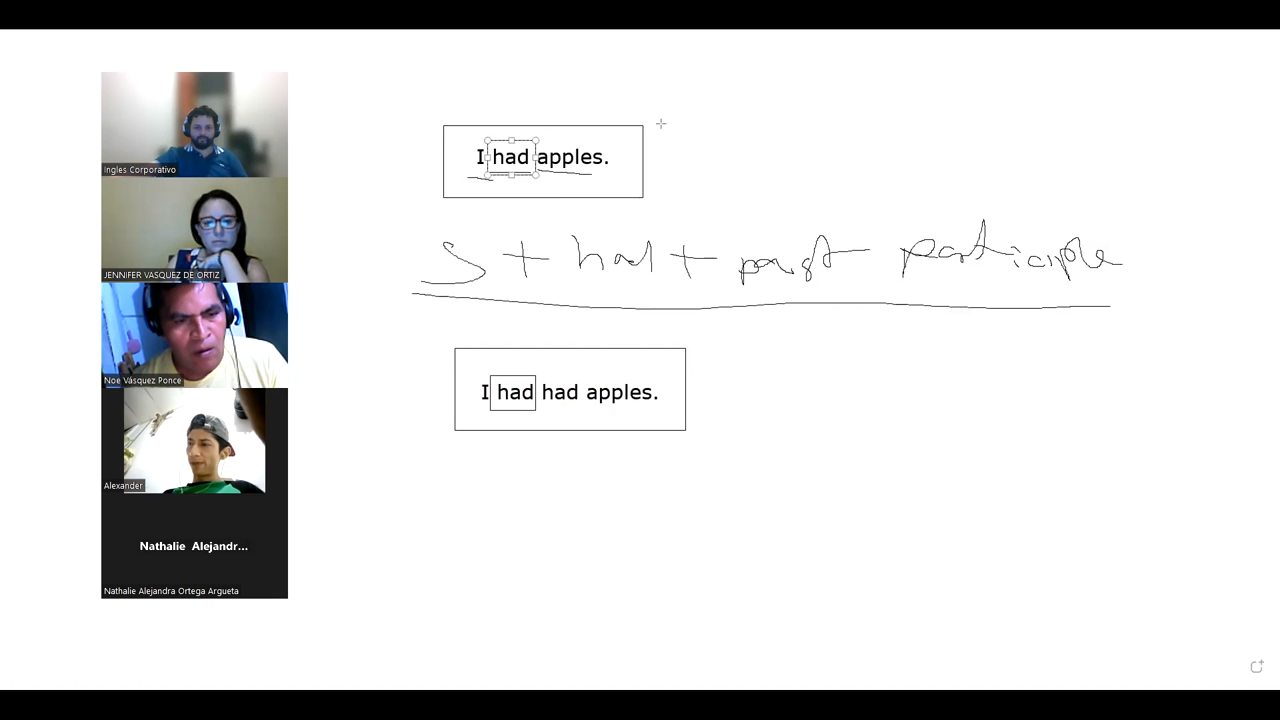 Ingles Corporativo
JENNIFER VASQUEZ DE ORTIZ
Noe Vásquez Ponce
Alexander
Nathalie Alejandr...
Nathalie Alejandra Ortega Argueta
I had apples.
S + had + past participle
I had had apples.